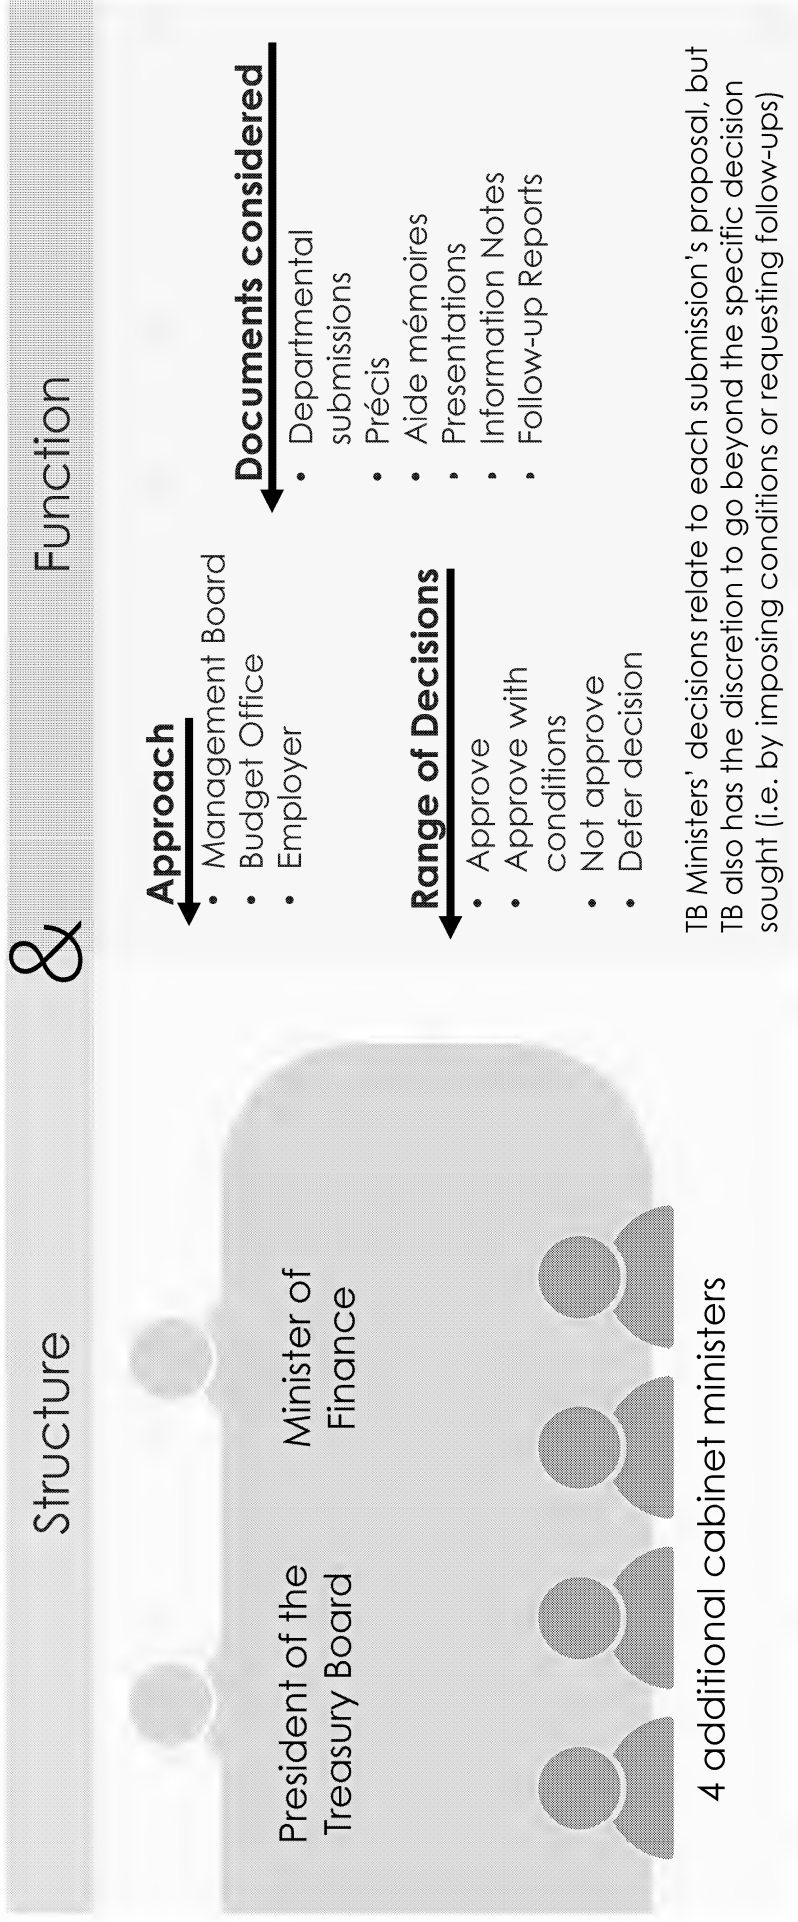 Structure & Function
President of the
Treasury Board
Minister of
Finance
4 additional cabinet ministers
Approach
• Management Board
• Budget Office
• Employer
Range of Decisions
• Approve
• Approve with
conditions
• Not approve
• Defer decision
Documents considered
• Departmental
submissions
• Précis
• Aide mémoires
• Presentations
• Information Notes
• Follow-up Reports
TB Ministers' decisions relate to each submission's proposal, but
TB also has the discretion to go beyond the specific decision
sought (i.e. by imposing conditions or requesting follow-ups)